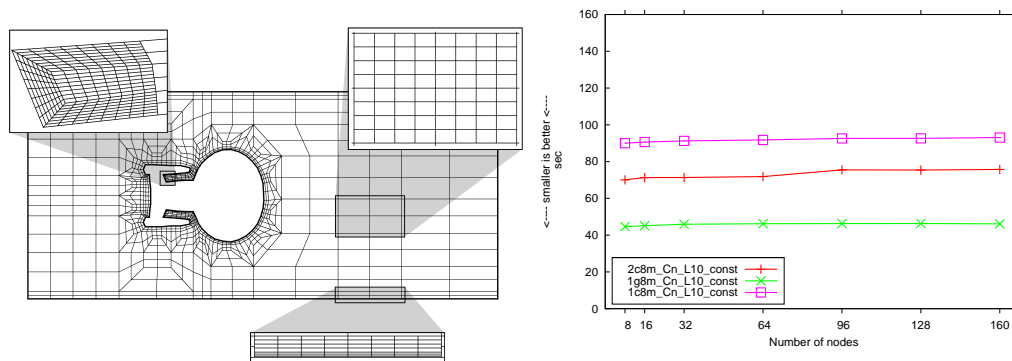 160
140
120
100
80
60
40
20
0
<---- smaller is better <----
sec
2c8m_Cn_L10_const
1g8m_Cn_L10_const
1c8m_Cn_L10_const
8 16 32 64 96 128 160
Number of nodes